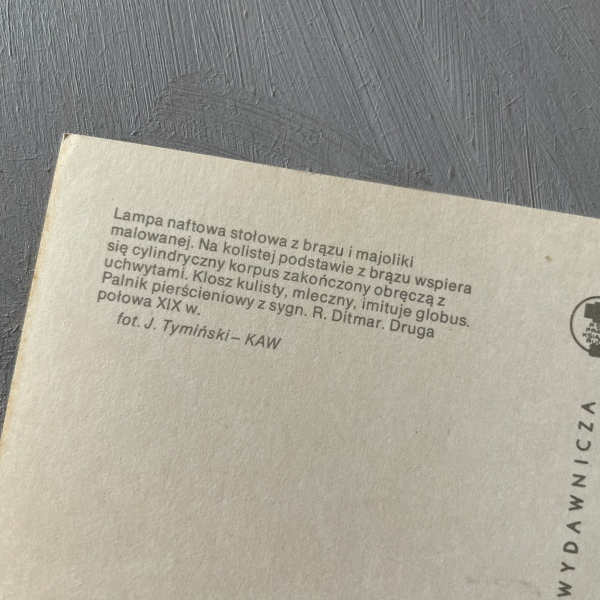 Lampa naftowa stołowa z brązu i majoliki
malowanej. Na kolistej podstawie z brązu wspiera
się cylindryczny korpus zakończony obręczą z
uchwytami. Klosz kulisty, mleczny, imituje globus.
Palnik pierścieniowy z sygn. R. Ditmar. Druga
połowa XIX w.
fot. J. Tymiński – KAW
WYDAWNICZA